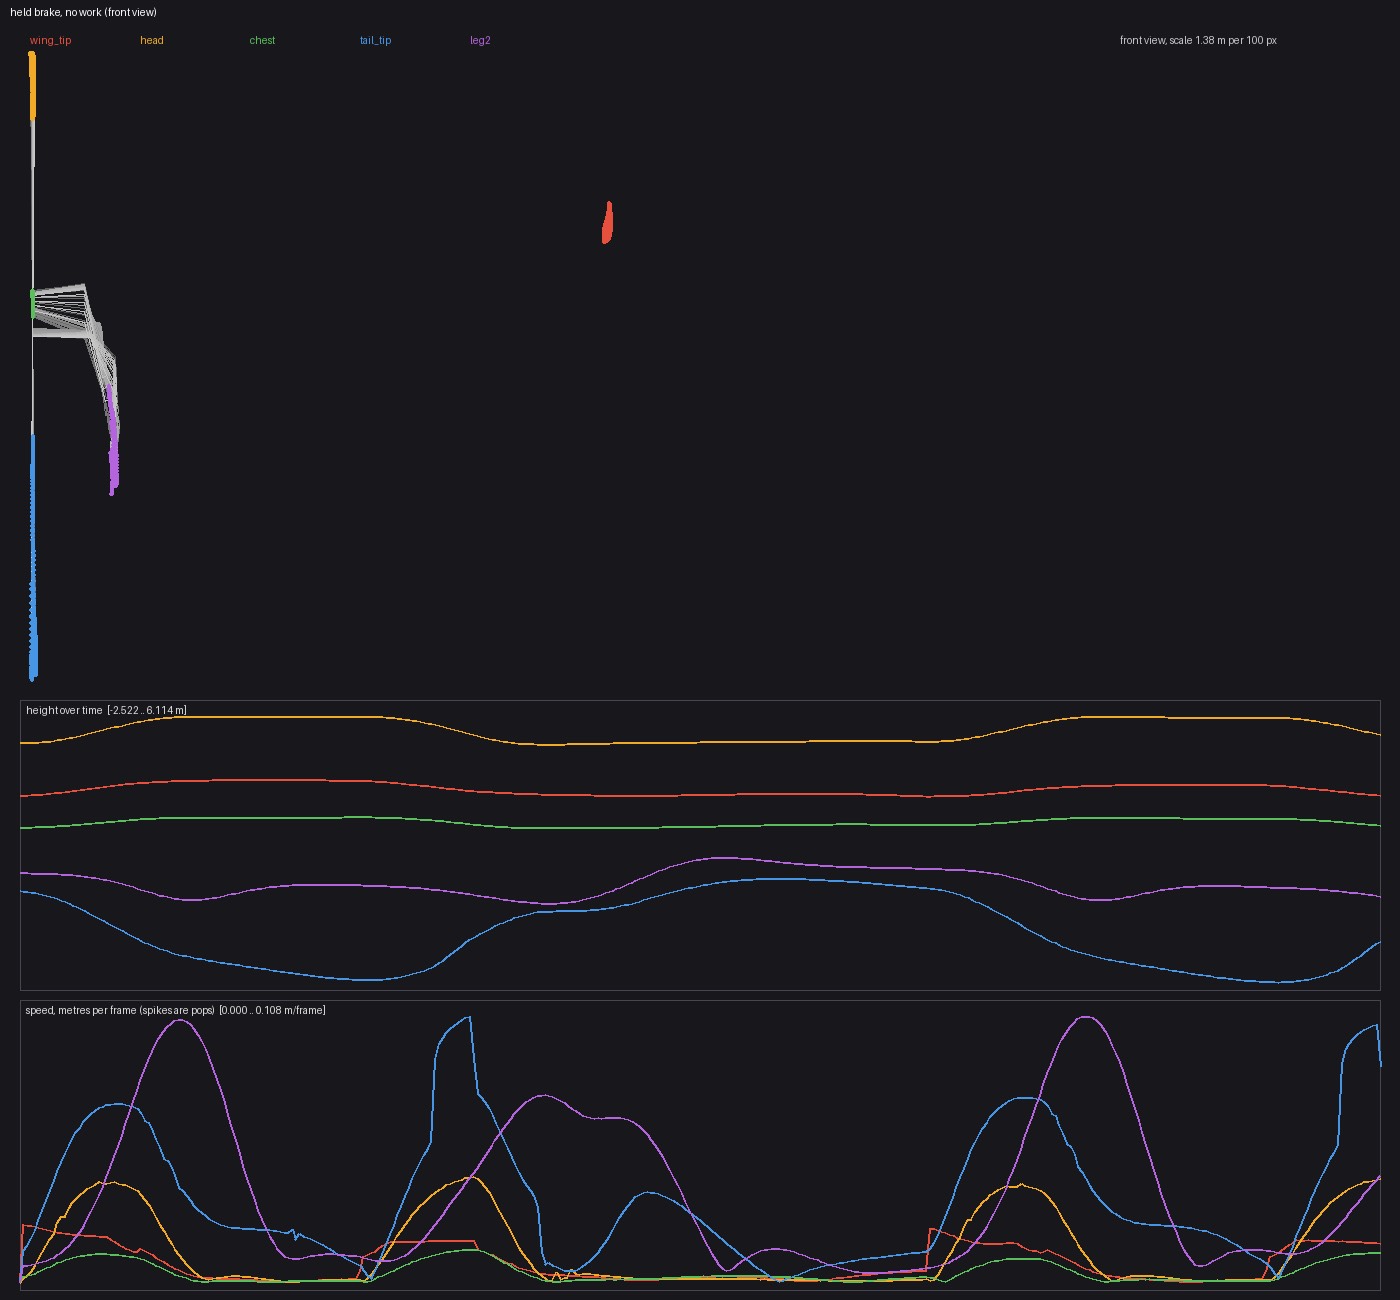 held brake, no work (front view)
wing_tip head chest tail_tip leg2 front view, scale 1.38 m per 100 px
height over time [-2.522 .. 6.114 m]
speed, metres per frame (spikes are pops) [0.000 .. 0.108 m/frame]